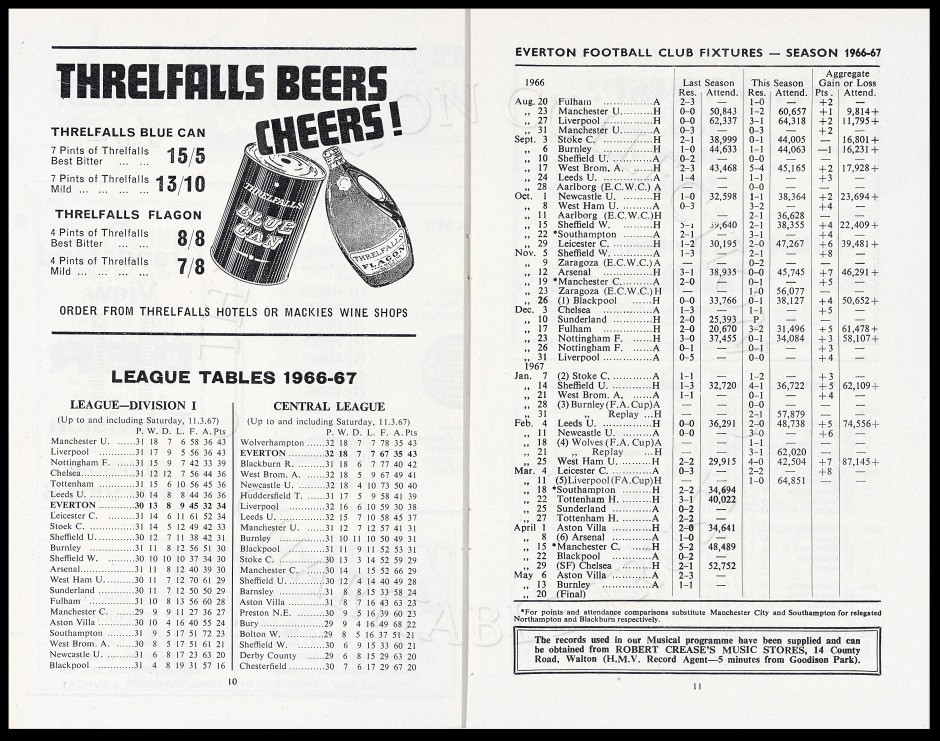 THRELFALLS BEERS
CHEERS!
THRELFALLS BLUE CAN
7 Pints of Threlfalls
Best Bitter ... ... 15/5
7 Pints of Threlfalls
Mild ... ... ... ... 13/10
THRELFALLS FLAGON
4 Pints of Threlfalls
Best Bitter ... ... 8/8
4 Pints of Threlfalls
Mild ... ... ... ... 7/8
THRELFALLS
BLUE
CAN
THRELFALLS
FLAGON
ORDER FROM THRELFALLS HOTELS OR MACKIES WINE SHOPS
LEAGUE TABLES 1966-67
LEAGUE—DIVISION I
(Up to and including Saturday, 11.3.67)
P. W. D. L. F. A. Pts
Manchester U. ......31 18 7 6 58 36 43
Liverpool ......31 17 9 5 56 36 43
Nottingham F. ......31 15 9 7 42 33 39
Chelsea............31 12 12 7 56 44 36
Tottenham ......31 15 6 10 56 45 36
Leeds U. ............30 14 8 8 44 36 36
EVERTON ............30 13 8 9 45 32 34
Leicester C. ......31 14 6 11 61 52 34
Stoek C. ............31 14 5 12 49 42 33
Sheffield U. ......30 12 7 11 38 42 31
Burnley ............31 11 8 12 56 51 30
Sheffield W. ......30 10 10 10 37 34 30
Arsenal............31 11 8 12 40 39 30
West Ham U. ......30 11 7 12 70 61 29
Sunderland ......30 11 7 12 50 50 29
Fulham ............31 10 8 13 56 60 28
Manchester C. ......29 9 9 11 27 36 27
Aston Villa ......30 10 4 16 40 55 24
Southampton ......31 9 5 17 51 72 23
West Brom. A. ......30 8 5 17 51 61 21
Newcastle U. ......31 6 8 17 23 63 20
Blackpool ......31 4 8 19 31 57 16
CENTRAL LEAGUE
(Up to and including Saturday, 11.3.67)
P. W. D. L. F. A. Pts
Wolverhampton ......32 18 7 7 78 35 43
EVERTON ............32 18 7 7 67 35 43
Blackburn R. ......31 18 6 7 77 40 42
West Brom. A. ......32 18 5 9 67 49 41
Newcastle U. ......32 18 4 10 73 50 40
Huddersfield T. ......31 17 5 9 58 41 39
Liverpool ............32 16 6 10 59 30 38
Leeds U. ............32 15 7 10 58 45 37
Manchester U. ......31 12 7 12 57 41 31
Burnley ............31 10 11 10 50 49 31
Blackpool ............31 11 9 11 52 53 31
Stoke C. ............30 13 3 14 52 59 29
Manchester C. ......30 14 1 15 52 66 29
Sheffield U. ......30 12 4 14 40 49 28
Barnsley ............31 8 8 15 33 58 24
Aston Villa ......31 8 7 16 43 63 23
Preston N.E. ......30 9 5 16 39 60 23
Bury ............29 9 4 16 49 68 22
Bolton W. ............29 8 5 16 37 51 21
Sheffield W. ......30 6 9 15 33 60 21
Derby County ......29 6 8 15 29 63 20
Chesterfield ......30 7 6 17 29 67 20
10
EVERTON FOOTBALL CLUB FIXTURES — SEASON 1966-67
1966 Last Season This Season Aggregate Gain or Loss
Res. Attend. Res. Attend. Pts. Attend.
Aug. 20 Fulham ............A 2–3 — 1–0 — +2 —
,, 23 Manchester U.......H 0–0 50,843 1–2 60,657 +1 9,814+
,, 27 Liverpool ............H 0–0 62,337 3–1 64,318 +2 11,795+
,, 31 Manchester U.......A 0–3 — 0–3 — +2 —
Sept. 3 Stoke C. ............H 2–1 38,999 0–1 44,005 — 16,801+
,, 6 Burnley ............H 1–0 44,633 1–1 44,063 —1 16,231+
,, 10 Sheffield U. ......A 0–2 — 0–0 — — —
,, 17 West Brom. A. ......H 2–3 43,468 5–4 45,165 +2 17,928+
,, 24 Leeds U. ............A 1–4 — 1–1 — +3 —
,, 28 Aarlborg (E.C.W.C.) A — — 0–0 — — —
Oct. 1 Newcastle U. ......H 1–0 32,598 1–1 38,364 +2 23,694+
,, 8 West Ham U. ......A 0–3 — 3–2 — +4 —
,, 11 Aarlborg (E.C.W.C.)H — — 2–1 36,628 — —
,, 15 Sheffield W. ......H 2–1 38,355 +4 22,409+
,, 22 *Southampton ......A 2–1 — 3–1 — +4 —
,, 29 Leicester C. ......H 1–2 30,195 2–0 47,267 +6 39,481+
Nov. 5 Sheffield W. ......A 1–3 — 2–1 — +8 —
,, 9 Zaragoza (E.C.W.C.)A — — 0–2 — — —
,, 12 Arsenal ............H 3–1 38,935 0–0 45,745 +7 46,291+
,, 19 *Manchester C. ......A 2–0 — 0–1 — +5 —
,, 23 Zaragoza (E.C.W.C.)H — — 1–0 56,077 — —
,, 26 (1) Blackpool ......H 0–0 33,766 0–1 38,127 +4 50,652+
Dec. 3 Chelsea ............A 1–3 — 1–1 — +5 —
,, 10 Sunderland ......H 2–0 25,393 P — — —
,, 17 Fulham ............H 2–0 20,670 3–2 31,496 +5 61,478+
,, 23 Nottingham F. ......H 3–0 37,455 0–1 34,084 +3 58,107+
,, 26 Nottingham F. ......A 0–1 — 0–1 — +3 —
,, 31 Liverpool ............A 0–5 — 0–0 — +4 —
1967
Jan. 7 (2) Stoke C. ......A 1–1 — 1–2 — +3 —
,, 14 Sheffield U. ......H 1–3 32,720 4–1 36,722 +5 62,109+
,, 21 West Brom. A. ......A 1–1 — 0–1 — +4 —
,, 28 (3) Burnley (F.A. Cup)A — — 0–0 — — —
,, 31 ,, Replay ...H — — 2–1 57,879 — —
Feb. 4 Leeds U. ............H 0–0 36,291 2–0 48,738 +5 74,556+
,, 11 Newcastle U. ......A 0–0 — 3–0 — +6 —
,, 18 (4) Wolves (F.A. Cup)A — — 1–1 — — —
,, 21 ,, Replay ...H — — 3–1 62,020 — —
,, 25 West Ham U. ......H 2–2 29,915 4–0 42,504 +7 87,145+
Mar. 4 Leicester C. ......A 0–3 — 2–2 — +8 —
,, 11 (5)Liverpool(FA.Cup)H — — 1–0 64,851 — —
,, 18 *Southampton ......H 2–2 34,694
,, 22 Tottenham H. ......H 3–1 40,022
,, 25 Sunderland ......A 0–2 —
,, 27 Tottenham H. ......A 2–2 —
April 1 Aston Villa ......H 2–0 34,641
,, 8 (6) Arsenal ......A 1–0 —
,, 15 *Manchester C. ......H 5–2 48,489
,, 22 Blackpool ......A 0–2 —
,, 29 (SF) Chelsea ......H 2–1 52,752
May 6 Aston Villa ......A 2–3 —
,, 13 Burnley ............A 1–1 —
,, 20 (Final)
*For points and attendance comparisons substitute Manchester City and Southampton for relegated
Northampton and Blackburn respectively.
The records used in our Musical programme have been supplied and can
be obtained from ROBERT CREASE'S MUSIC STORES, 14 County
Road, Walton (H.M.V. Record Agent—5 minutes from Goodison Park).
11